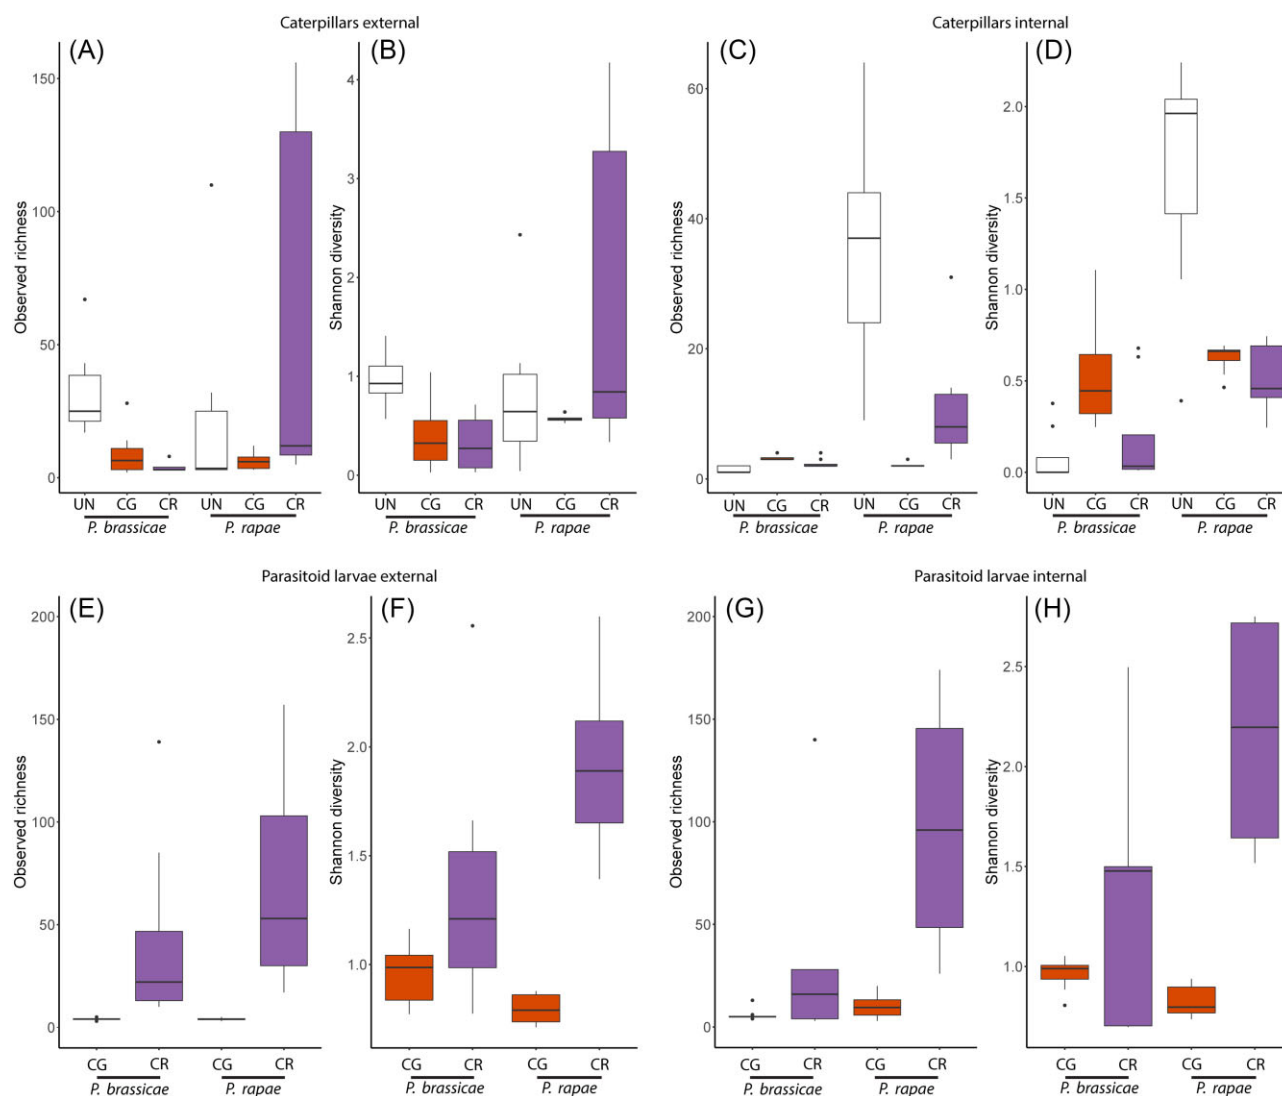 Caterpillars external
Caterpillars internal
(A)
(B)
(C)
(D)
Observed richness
150
100
50
0
UN CG CR UN CG CR
P. brassicae P. rapae
Shannon diversity
4
3
2
1
0
UN CG CR UN CG CR
P. brassicae P. rapae
Observed richness
60
40
20
0
UN CG CR UN CG CR
P. brassicae P. rapae
Shannon diversity
2.0
1.5
1.0
0.5
0.0
UN CG CR UN CG CR
P. brassicae P. rapae
Parasitoid larvae external
Parasitoid larvae internal
(E)
(F)
(G)
(H)
Observed richness
200
150
100
50
0
CG CR CG CR
P. brassicae P. rapae
Shannon diversity
2.5
2.0
1.5
1.0
CG CR CG CR
P. brassicae P. rapae
Observed richness
200
150
100
50
0
CG CR CG CR
P. brassicae P. rapae
Shannon diversity
2.5
2.0
1.5
1.0
CG CR CG CR
P. brassicae P. rapae